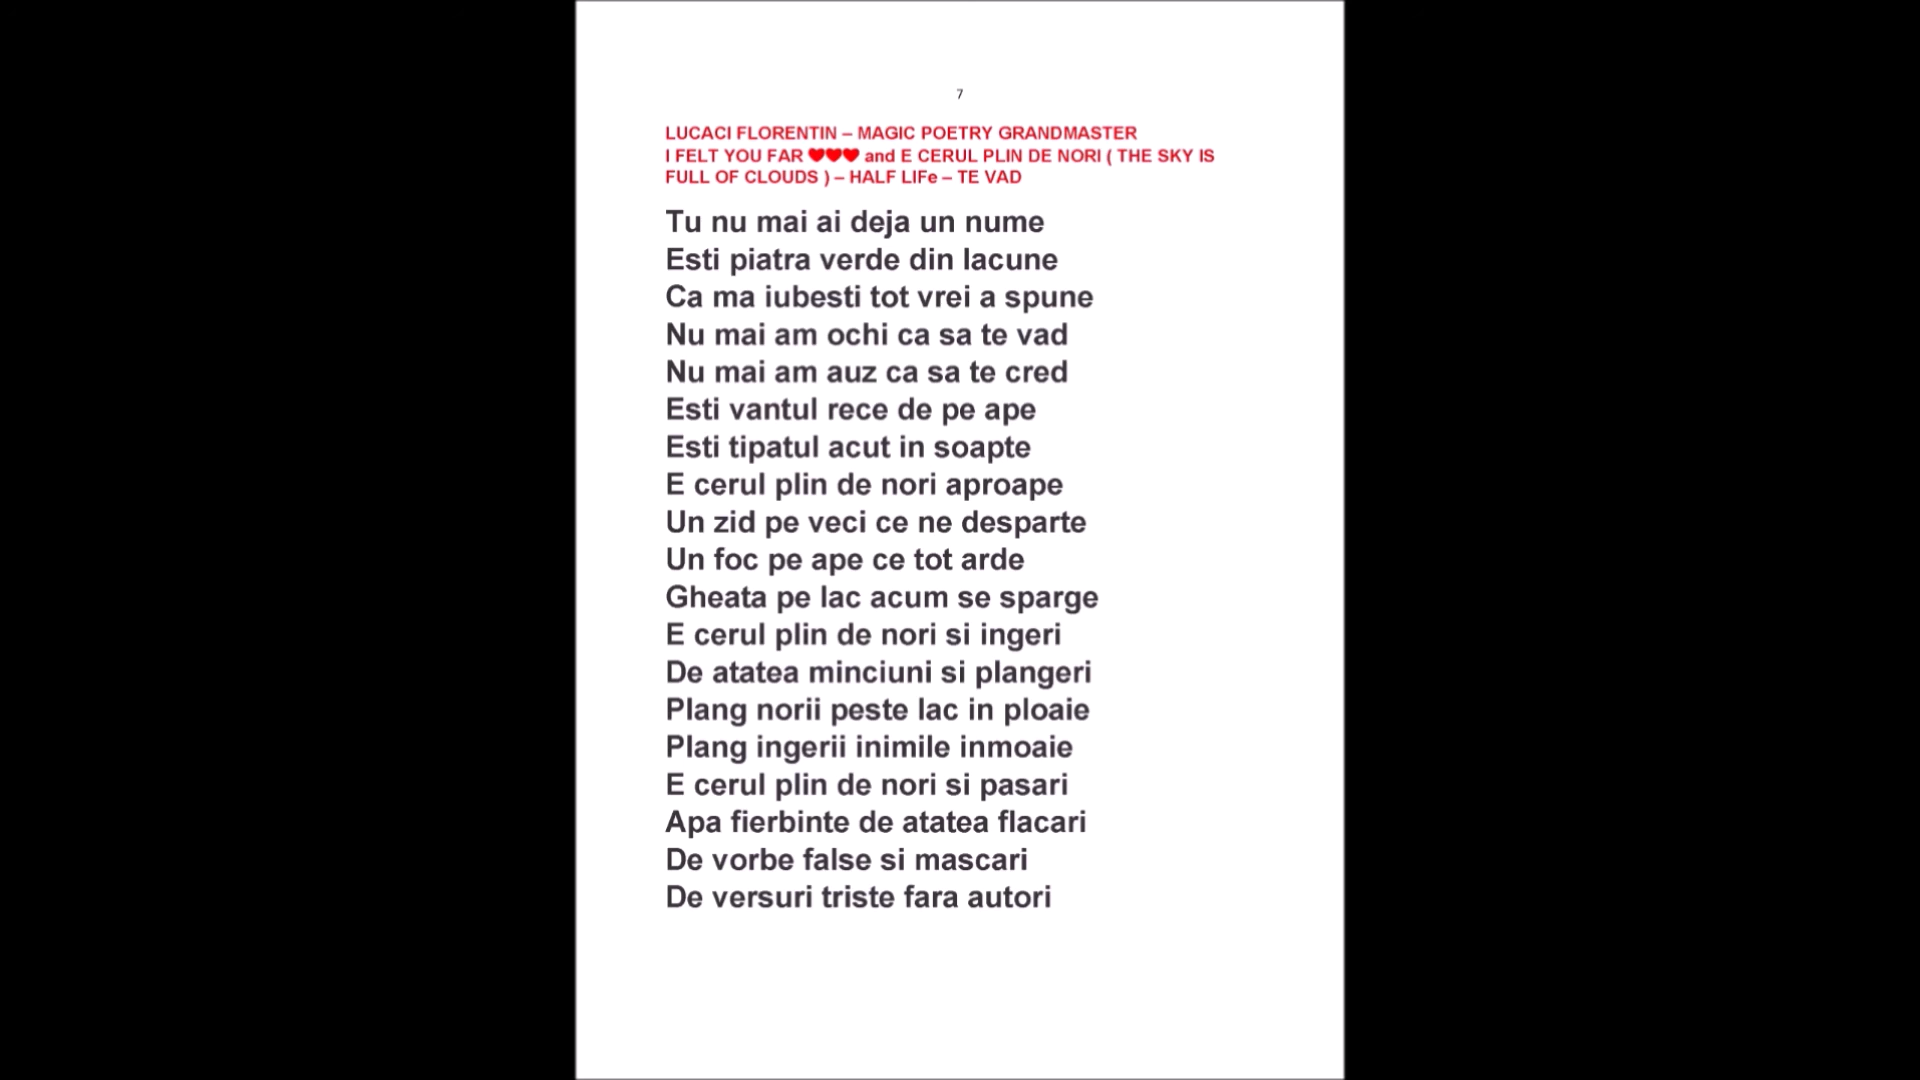 7
LUCACI FLORENTIN – MAGIC POETRY GRANDMASTER
I FELT YOU FAR ❤❤❤ and E CERUL PLIN DE NORI ( THE SKY IS
FULL OF CLOUDS ) – HALF LIFe – TE VAD
Tu nu mai ai deja un nume
Esti piatra verde din lacune
Ca ma iubesti tot vrei a spune
Nu mai am ochi ca sa te vad
Nu mai am auz ca sa te cred
Esti vantul rece de pe ape
Esti tipatul acut in soapte
E cerul plin de nori aproape
Un zid pe veci ce ne desparte
Un foc pe ape ce tot arde
Gheata pe lac acum se sparge
E cerul plin de nori si ingeri
De atatea minciuni si plangeri
Plang norii peste lac in ploaie
Plang ingerii inimile inmoaie
E cerul plin de nori si pasari
Apa fierbinte de atatea flacari
De vorbe false si mascari
De versuri triste fara autori